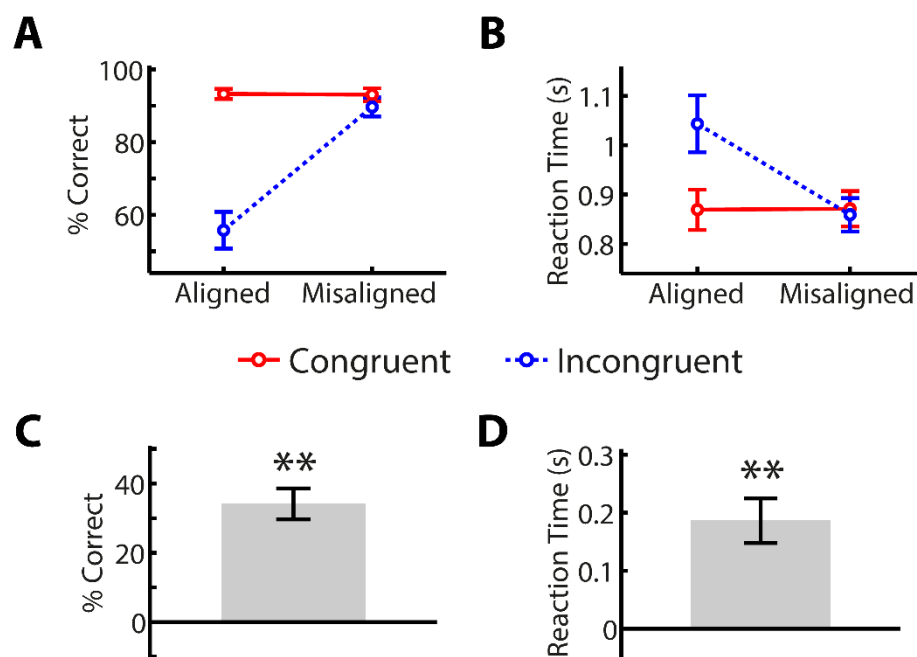 A
% Correct
100
80
60
Aligned Misaligned
B
Reaction Time (s)
1.1
1
0.9
0.8
Aligned Misaligned
Congruent Incongruent
C
% Correct
40
20
0
**
D
Reaction Time (s)
0.3
0.2
0.1
0
**